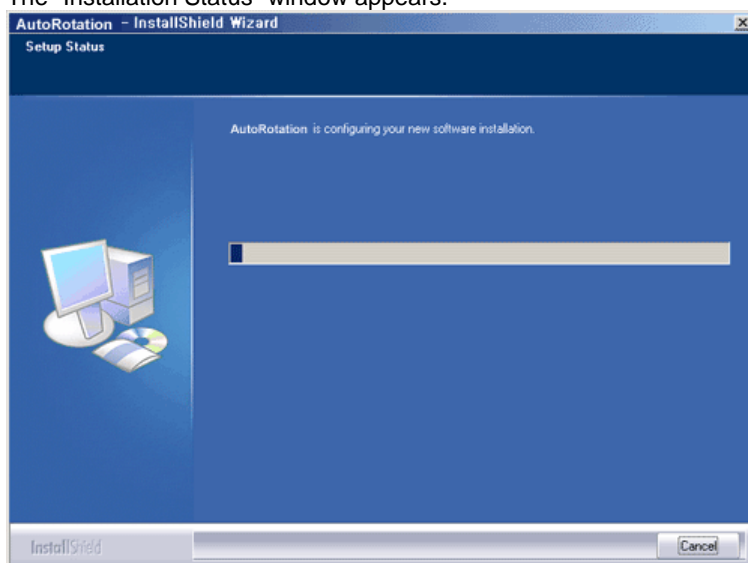 The "Installation Status" window appears.
AutoRotation - InstallShield Wizard
Setup Status
AutoRotation is configuring your new software installation.
InstallShield
Cancel